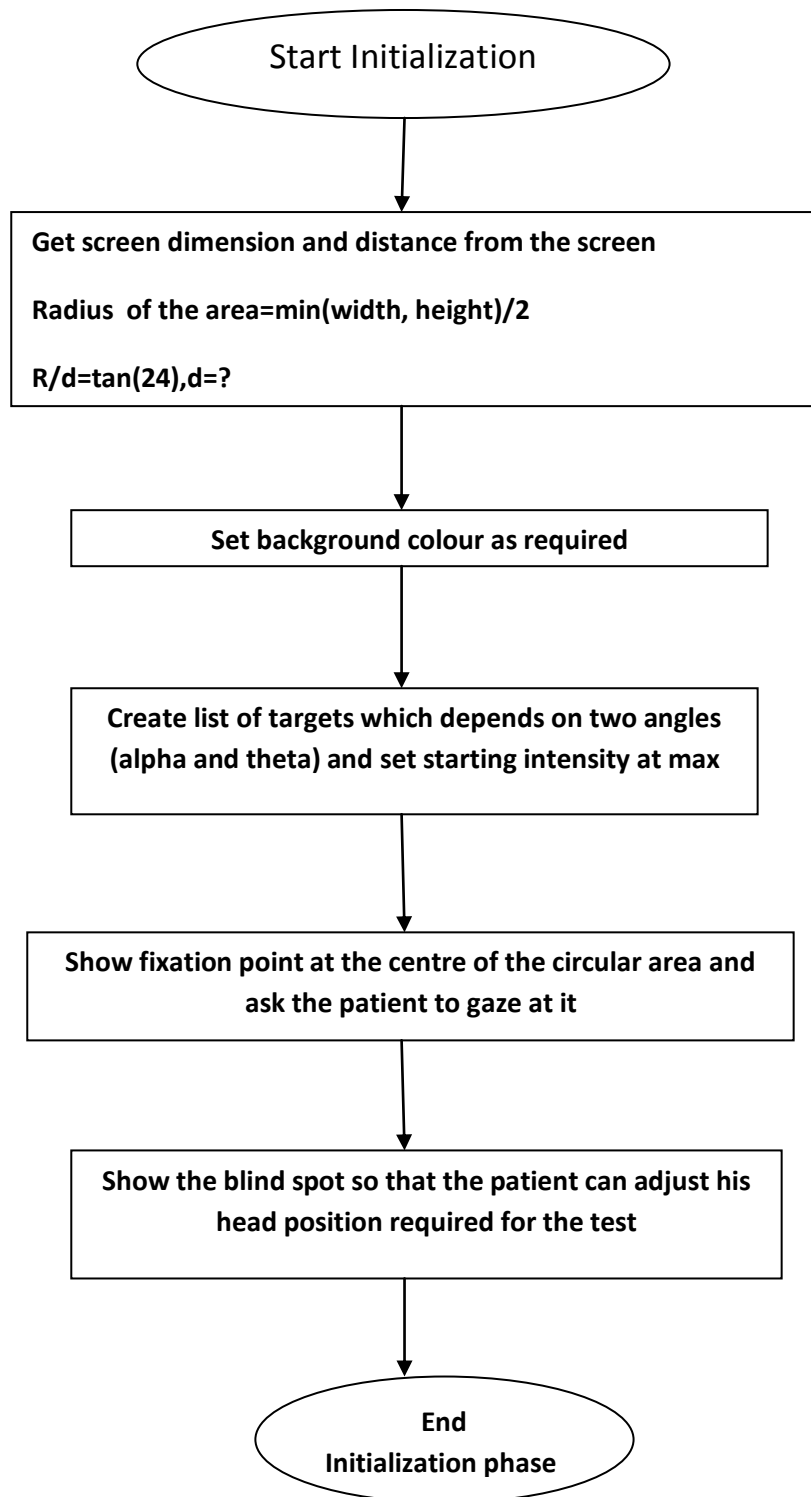 Start Initialization
Get screen dimension and distance from the screen
Radius  of the area=min(width, height)/2
R/d=tan(24),d=?
Set background colour as required
Create list of targets which depends on two angles
(alpha and theta) and set starting intensity at max
Show fixation point at the centre of the circular area and
ask the patient to gaze at it
Show the blind spot so that the patient can adjust his
head position required for the test
End
Initialization phase